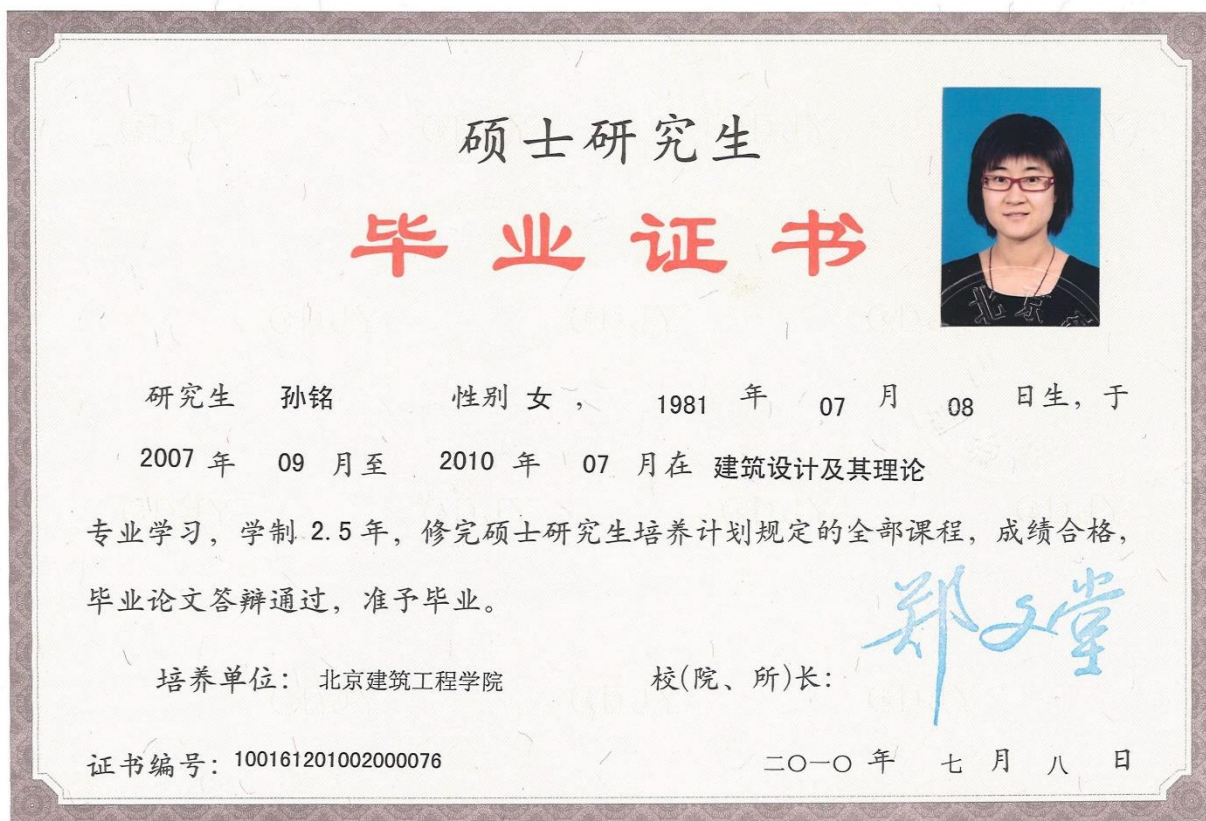 硕士研究生
毕业证书
研究生 孙铭 性别 女 , 1981 年 07 月 08 日生, 于
2007 年 09 月至 2010 年 07 月在 建筑设计及其理论
专业学习, 学制 2.5 年, 修完硕士研究生培养计划规定的全部课程, 成绩合格,
毕业论文答辩通过, 准予毕业。
培养单位: 北京建筑工程学院 校(院、所)长: 郑文堂
证书编号: 100161201002000076 二〇一〇 年 七 月 八 日
北京